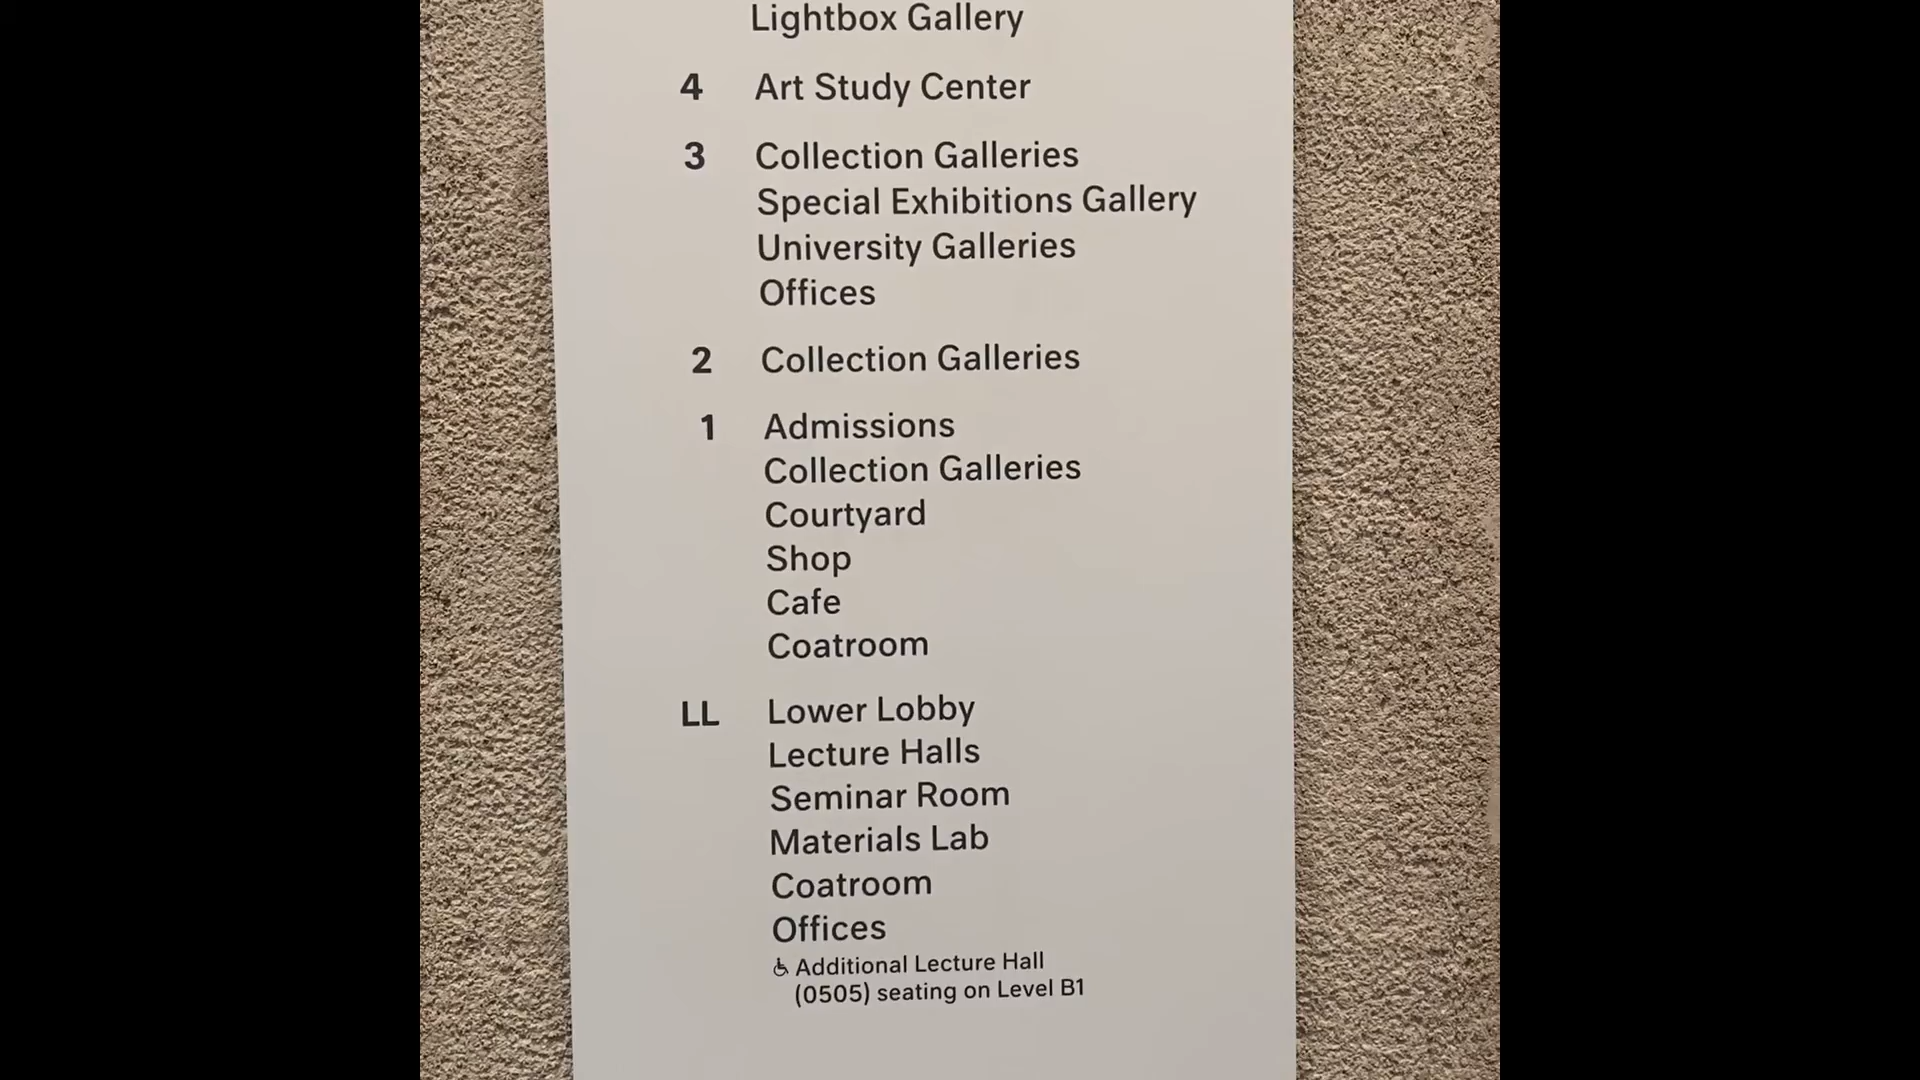 Lightbox Gallery
4 Art Study Center
3 Collection Galleries
Special Exhibitions Gallery
University Galleries
Offices
2 Collection Galleries
1 Admissions
Collection Galleries
Courtyard
Shop
Cafe
Coatroom
LL Lower Lobby
Lecture Halls
Seminar Room
Materials Lab
Coatroom
Offices
Additional Lecture Hall
(0505) seating on Level B1